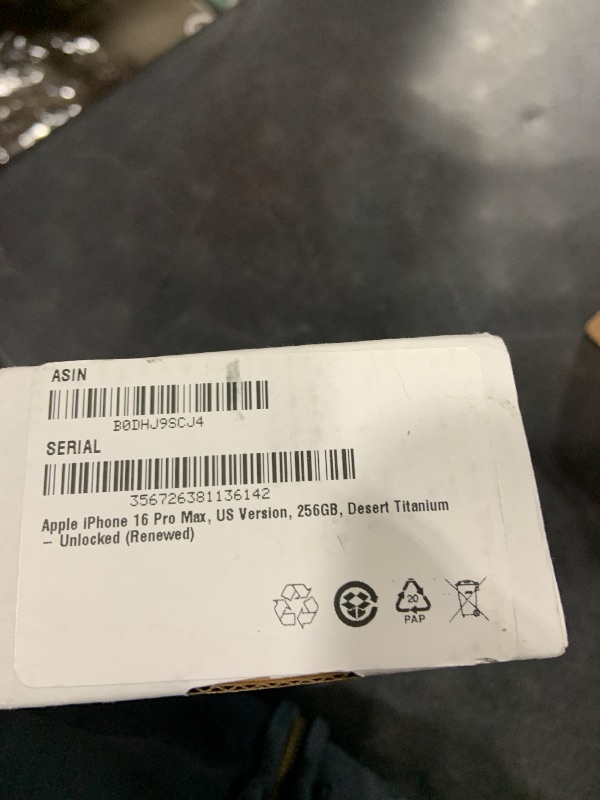 ASIN
B0DHJ9SCJ4
SERIAL
356726381136142
Apple iPhone 16 Pro Max, US Version, 256GB, Desert Titanium
– Unlocked (Renewed)
20
PAP